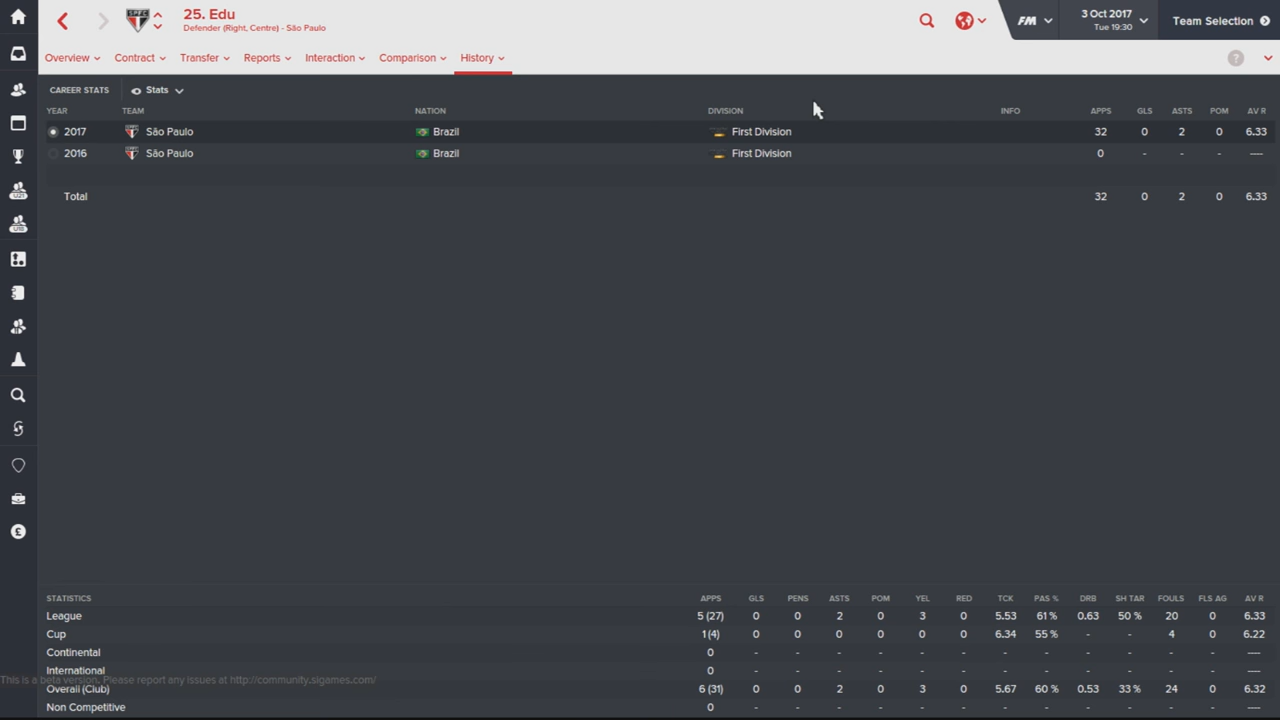 25. Edu
Defender (Right, Centre) - São Paulo
FM
3 Oct 2017
Tue 19:30
Team Selection
Overview Contract Transfer Reports Interaction Comparison History
CAREER STATS Stats
YEAR TEAM NATION DIVISION INFO APPS GLS ASTS POM AV R
2017 São Paulo Brazil First Division 32 0 2 0 6.33
2016 São Paulo Brazil First Division 0 - - - ----
Total 32 0 2 0 6.33
STATISTICS APPS GLS PENS ASTS POM YEL RED TCK PAS % DRB SH TAR FOULS FLS AG AV R
League 5 (27) 0 0 2 0 3 0 5.53 61 % 0.63 50 % 20 0 6.33
Cup 1 (4) 0 0 0 0 0 0 6.34 55 % - - 4 0 6.22
Continental 0 - - - - - - - - - - - - ----
International 0 - - - - - - - - - - - - ----
This is a beta version. Please report any issues at http://community.sigames.com/
Overall (Club) 6 (31) 0 0 2 0 3 0 5.67 60 % 0.53 33 % 24 0 6.32
Non Competitive 0 - - - - - - - - - - - - ----